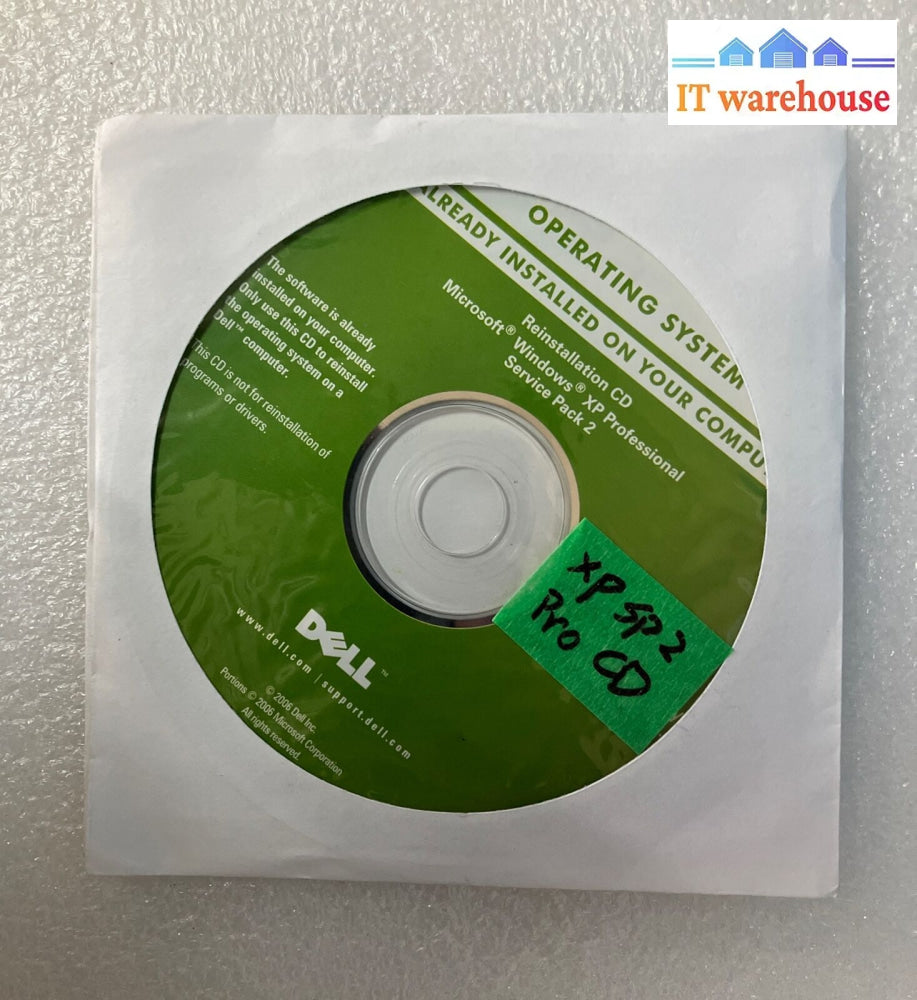 IT warehouse
OPERATING SYSTEM
ALREADY INSTALLED ON YOUR COMPU
Reinstallation CD
Microsoft® Windows® XP Professional
Service Pack 2
The software is already
installed on your computer.
Only use this CD to reinstall
the operating system on a
Dell™ computer.
This CD is not for reinstallation of
programs or drivers.
XP SP2
Pro CD
DELL™
www.dell.com | support.dell.com
© 2006 Dell Inc.
Portions © 2006 Microsoft Corporation
All rights reserved.